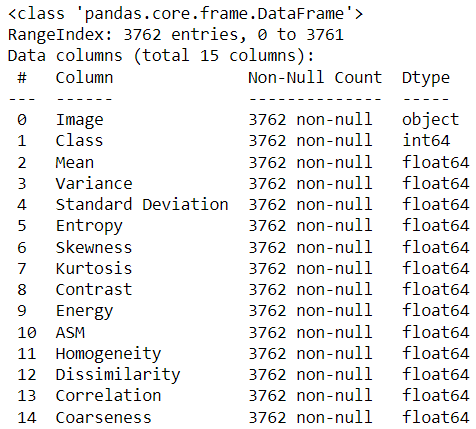 <class 'pandas.core.frame.DataFrame'>
RangeIndex: 3762 entries, 0 to 3761
Data columns (total 15 columns):
 #   Column              Non-Null Count  Dtype
---  ------              --------------  -----
 0   Image               3762 non-null   object
 1   Class               3762 non-null   int64
 2   Mean                3762 non-null   float64
 3   Variance            3762 non-null   float64
 4   Standard Deviation  3762 non-null   float64
 5   Entropy             3762 non-null   float64
 6   Skewness            3762 non-null   float64
 7   Kurtosis            3762 non-null   float64
 8   Contrast            3762 non-null   float64
 9   Energy              3762 non-null   float64
 10  ASM                 3762 non-null   float64
 11  Homogeneity         3762 non-null   float64
 12  Dissimilarity       3762 non-null   float64
 13  Correlation         3762 non-null   float64
 14  Coarseness          3762 non-null   float64